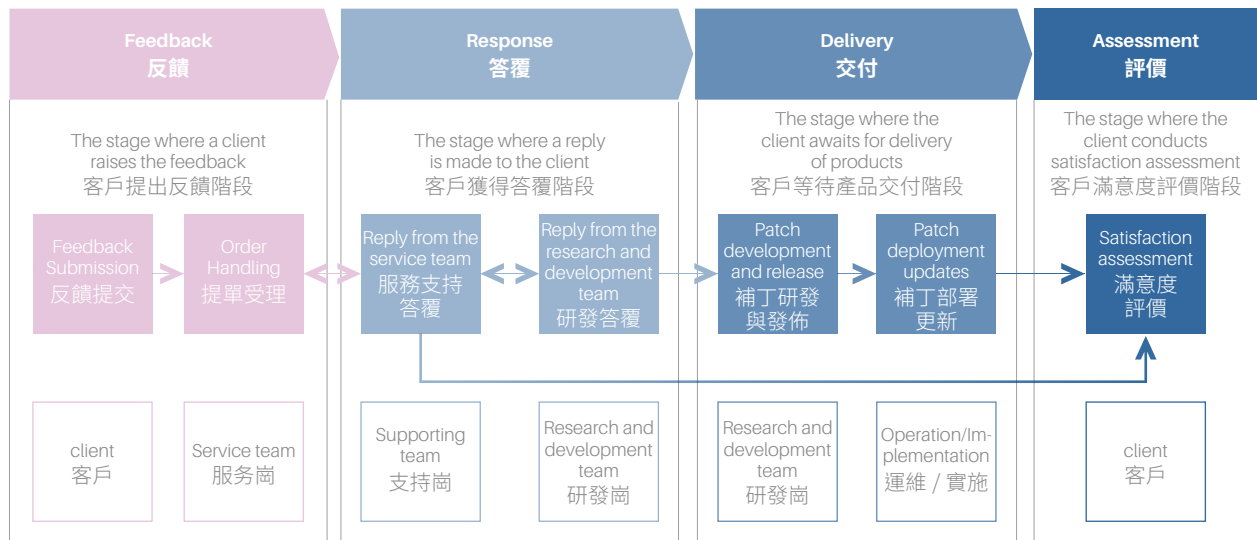 Feedback
反饋
Response
答覆
Delivery
交付
Assessment
評價
The stage where a client
raises the feedback
客戶提出反饋階段
The stage where a reply
is made to the client
客戶獲得答覆階段
The stage where the
client awaits for delivery
of products
客戶等待產品交付階段
The stage where the
client conducts
satisfaction assessment
客戶滿意度評價階段
Feedback
Submission
反饋提交
Order
Handling
提單受理
Reply from the
service team
服務支持
答覆
Reply from the
research and
development
team
研發答覆
Patch
development
and release
補丁研發
與發佈
Patch
deployment
updates
補丁部署
更新
Satisfaction
assessment
滿意度
評價
client
客戶
Service team
服务崗
Supporting
team
支持崗
Research and
development
team
研發崗
Research and
development
team
研發崗
Operation/Im-
plementation
運維 / 實施
client
客戶